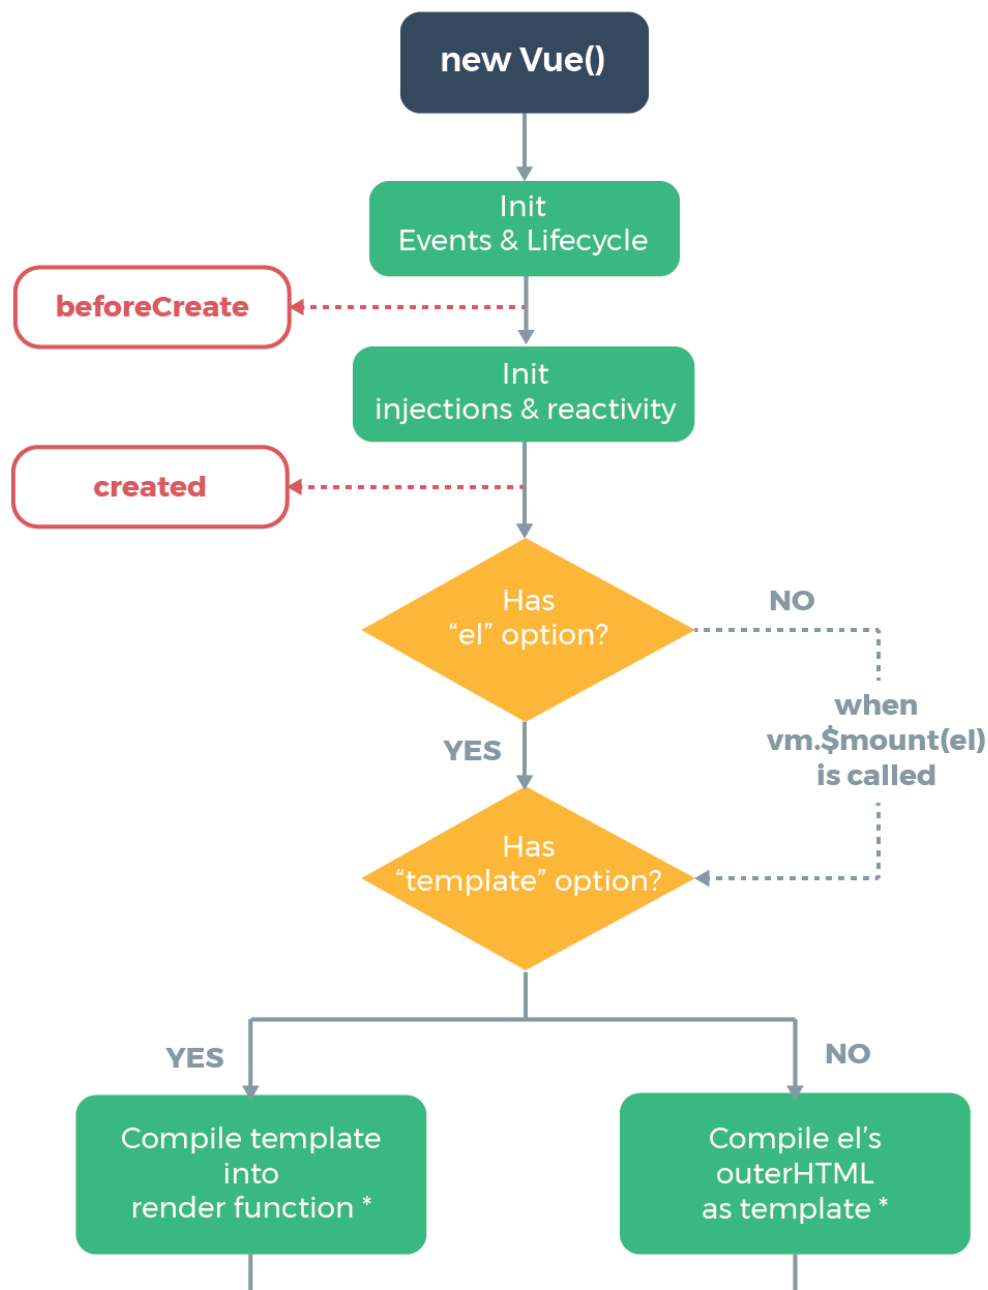 new Vue()
Init
Events & Lifecycle
beforeCreate
Init
injections & reactivity
created
Has
“el” option?
NO
when
vm.$mount(el)
is called
YES
Has
“template” option?
YES
NO
Compile template
into
render function *
Compile el’s
outerHTML
as template *